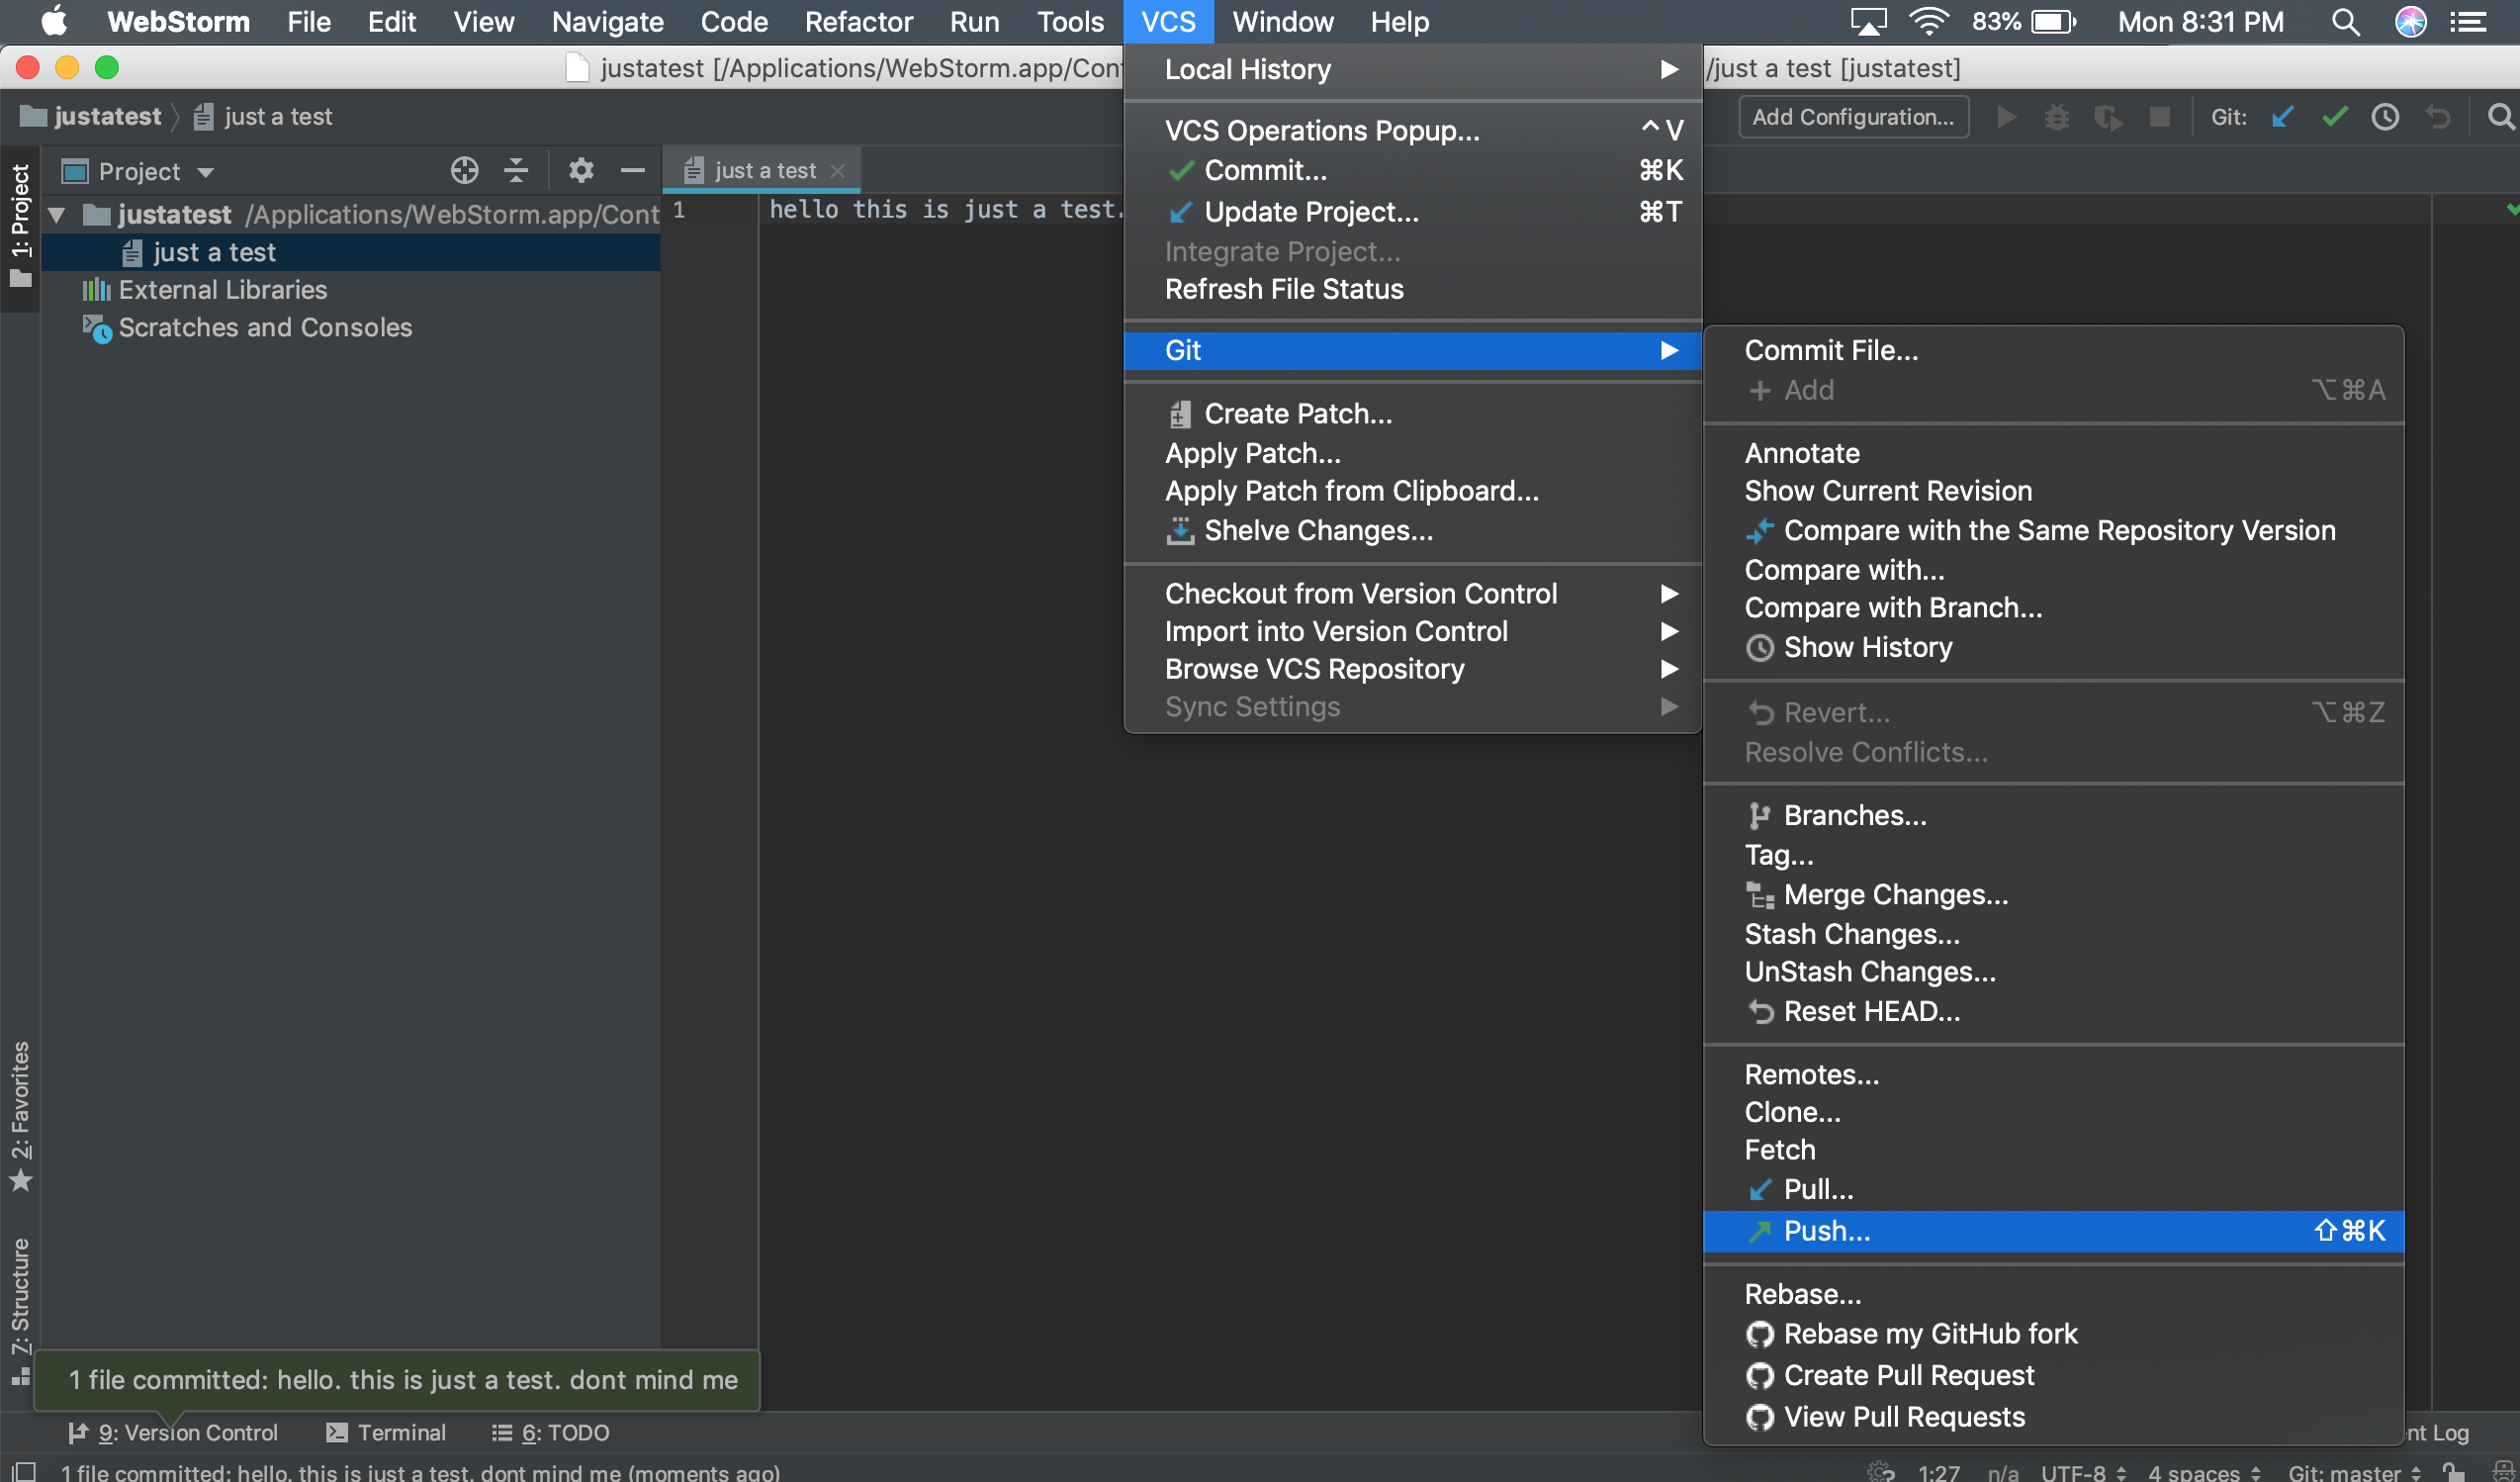 WebStorm File Edit View Navigate Code Refactor Run Tools VCS Window Help 83% Mon 8:31 PM
justatest [/Applications/WebStorm.app/Con /just a test [justatest]
justatest just a test Add Configuration... Git:
Project
just a test
1: Project
justatest /Applications/WebStorm.app/Cont
just a test
External Libraries
Scratches and Consoles
1 hello this is just a test.
Local History
VCS Operations Popup... ^V
Commit... ⌘K
Update Project... ⌘T
Integrate Project...
Refresh File Status
Git
Create Patch...
Apply Patch...
Apply Patch from Clipboard...
Shelve Changes...
Checkout from Version Control
Import into Version Control
Browse VCS Repository
Sync Settings
Commit File...
+ Add ⌥⌘A
Annotate
Show Current Revision
Compare with the Same Repository Version
Compare with...
Compare with Branch...
Show History
Revert... ⌥⌘Z
Resolve Conflicts...
Branches...
Tag...
Merge Changes...
Stash Changes...
UnStash Changes...
Reset HEAD...
Remotes...
Clone...
Fetch
Pull...
Push... ⇧⌘K
Rebase...
Rebase my GitHub fork
Create Pull Request
View Pull Requests
2: Favorites
7: Structure
1 file committed: hello. this is just a test. dont mind me
9: Version Control Terminal 6: TODO nt Log
1 file committed: hello. this is just a test. dont mind me (moments ago) 1:27 n/a UTF-8 4 spaces Git: master